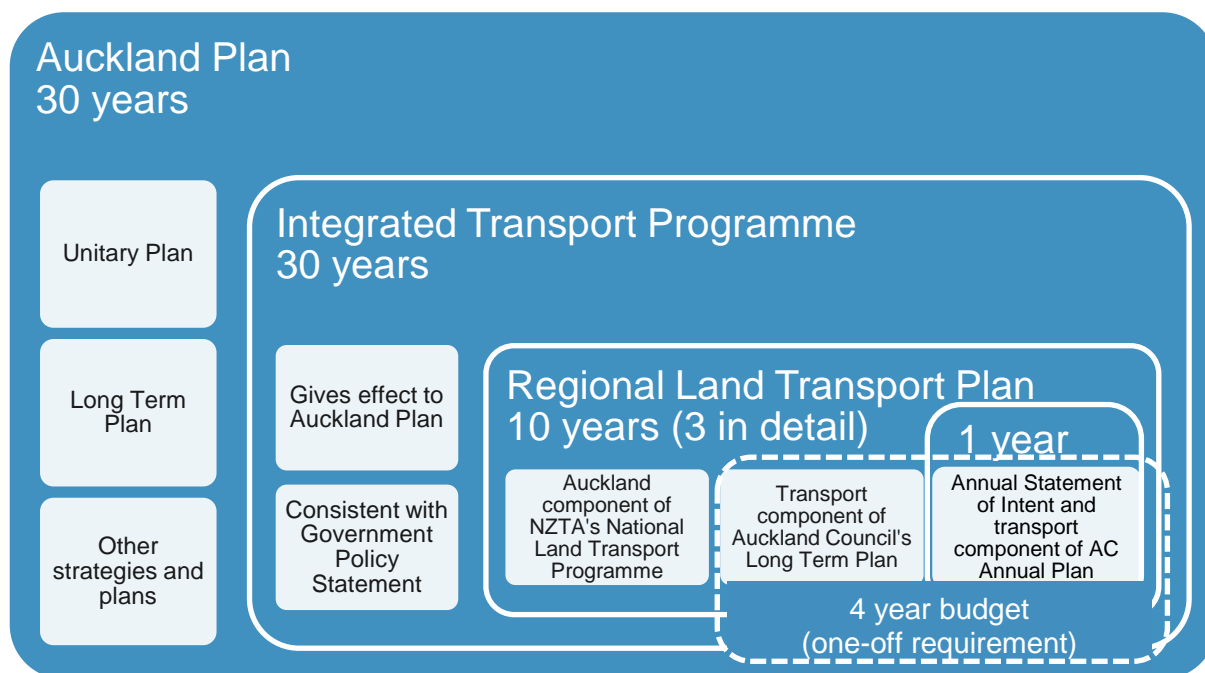 Auckland Plan
30 years
Unitary Plan
Long Term
Plan
Other
strategies and
plans
Integrated Transport Programme
30 years
Gives effect to
Auckland Plan
Consistent with
Government
Policy
Statement
Regional Land Transport Plan
10 years (3 in detail)
Auckland
component of
NZTA's National
Land Transport
Programme
Transport
component of
Auckland Council's
Long Term Plan
1 year
Annual Statement
of Intent and
transport
component of AC
Annual Plan
4 year budget
(one-off requirement)